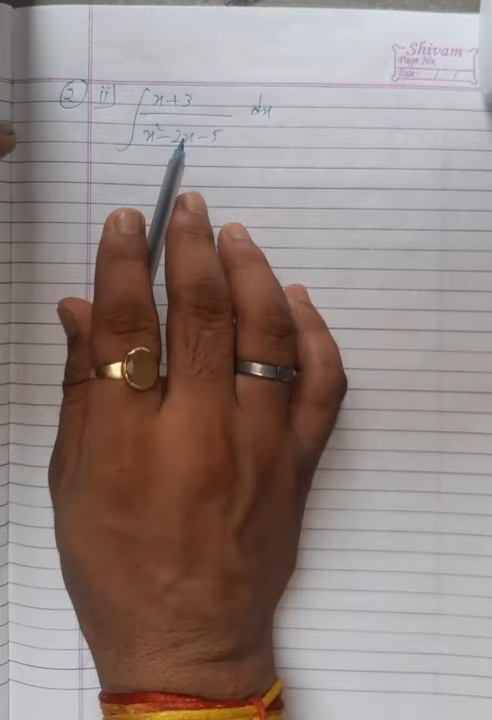 Shivam
Page No.
Date / /
② ii) ∫ x+3 / x²-2x-5 dx